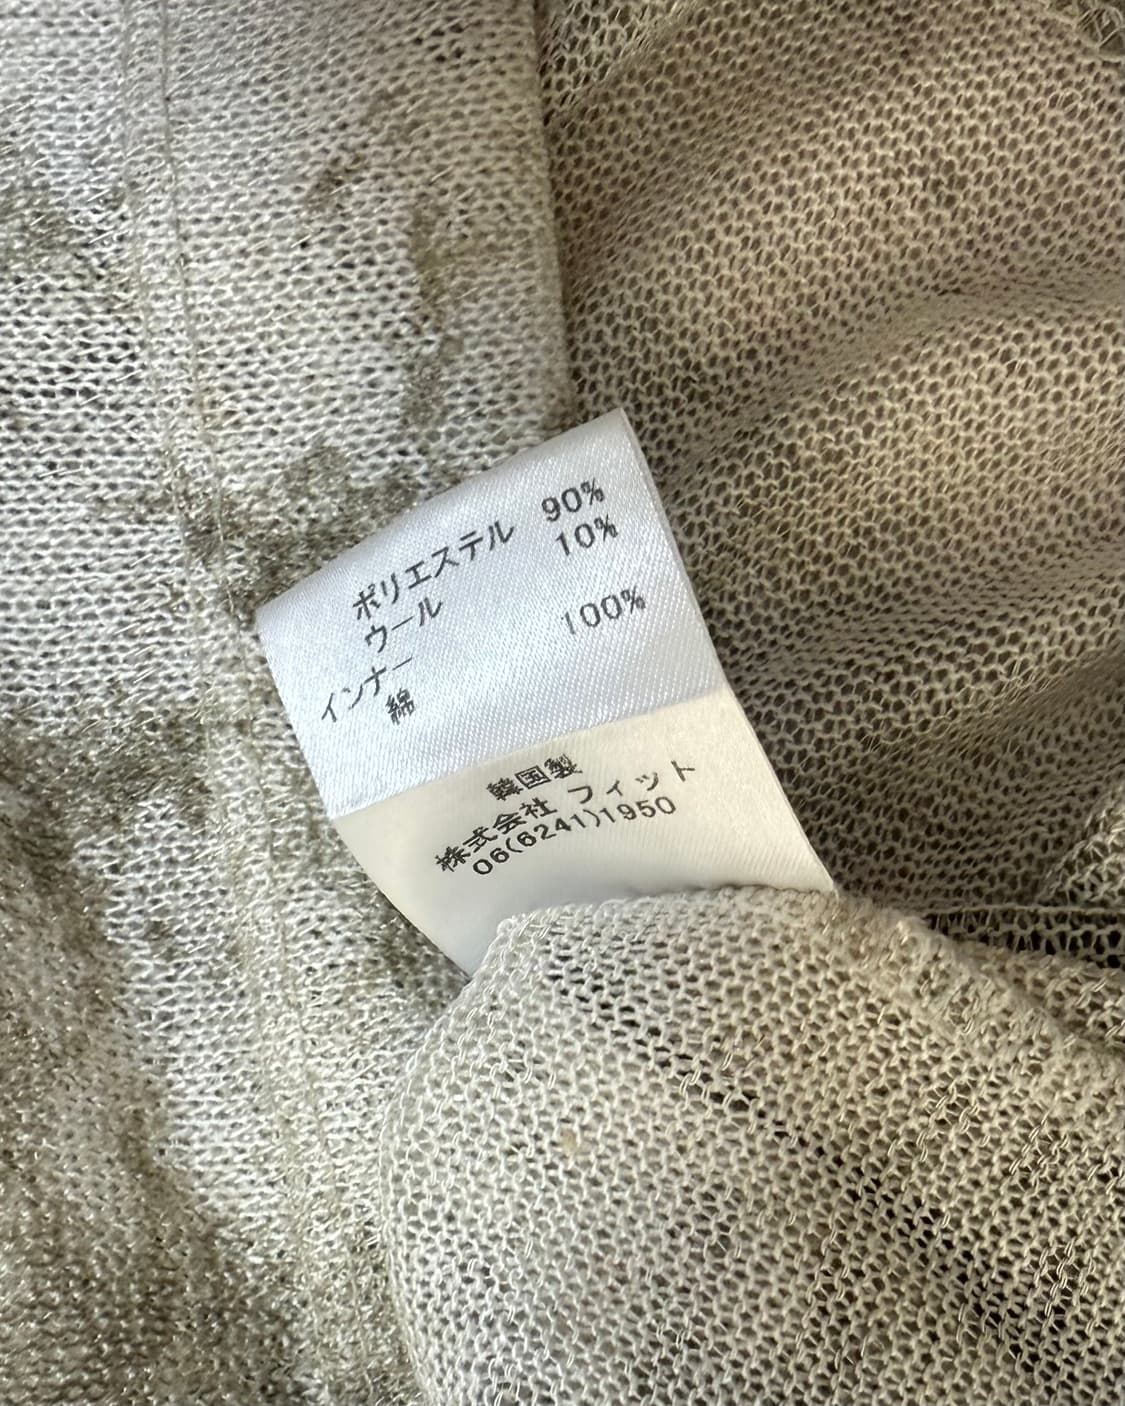 ポリエステル 90%
ウール 10%
インナー
綿 100%
韓国製
株式会社 フィット
06(6241)1950